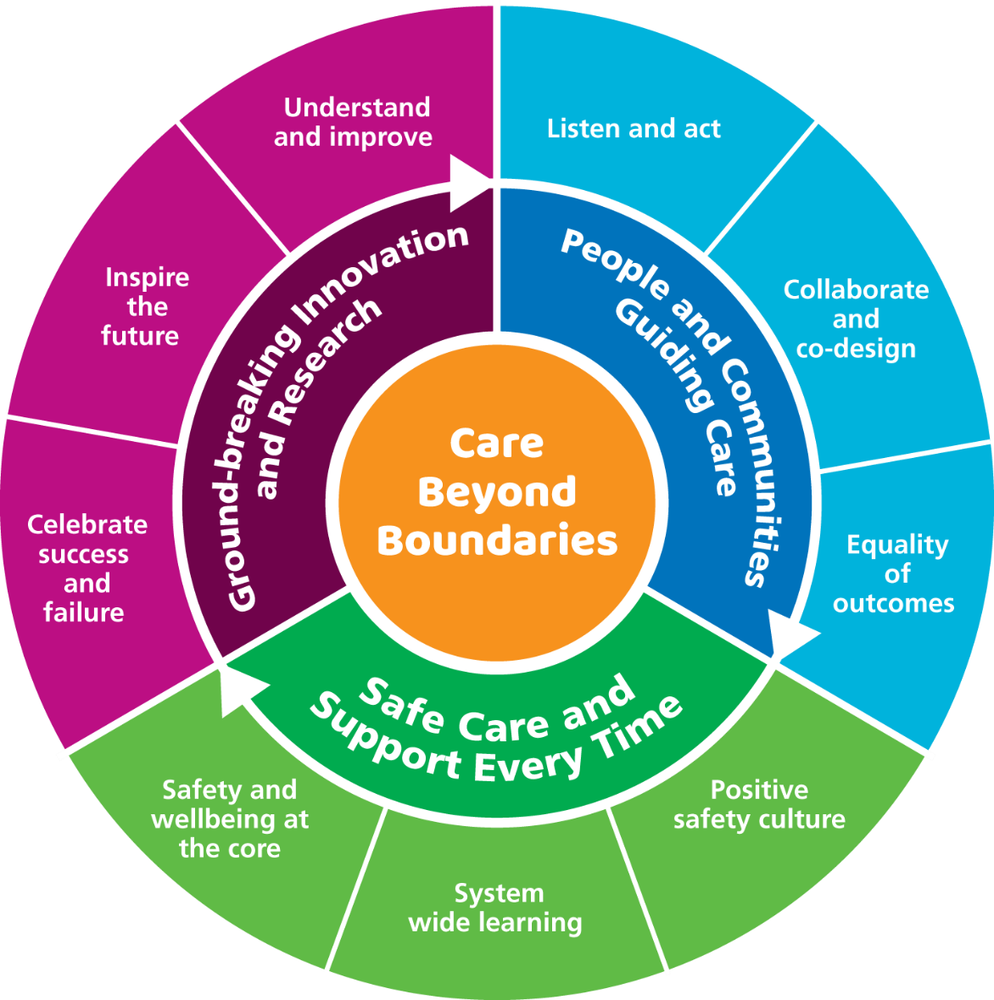 Care
Beyond
Boundaries
People and Communities
Guiding Care
Listen and act
Collaborate
and
co-design
Equality
of
outcomes
Safe Care and
Support Every Time
Positive
safety culture
System
wide learning
Safety and
wellbeing at
the core
Ground-breaking Innovation
and Research
Celebrate
success
and
failure
Inspire
the
future
Understand
and improve